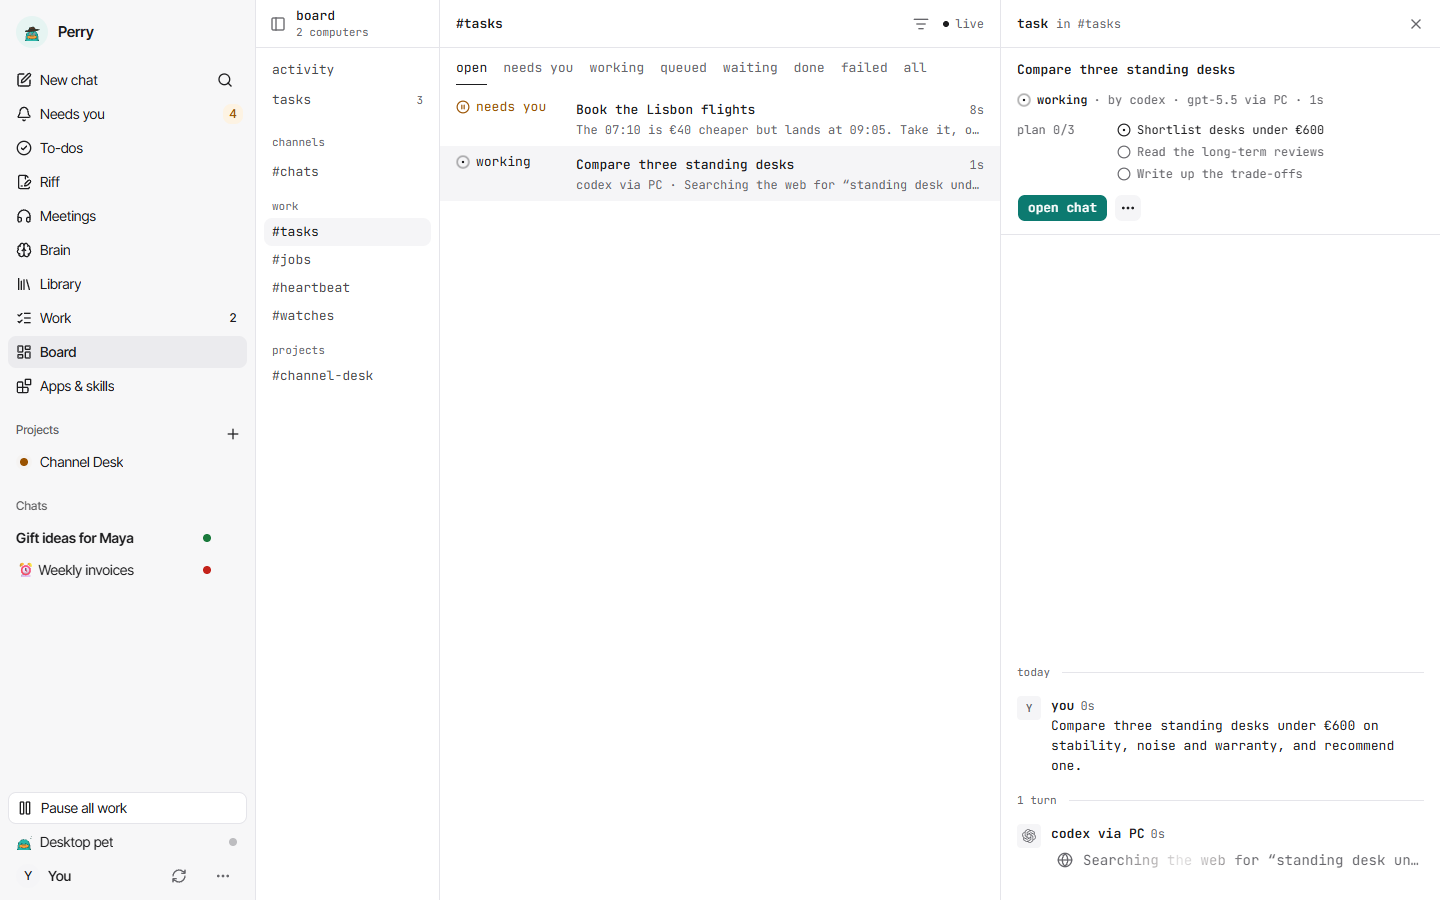 Perry
New chat
Needs you 4
To-dos
Riff
Meetings
Brain
Library
Work 2
Board
Apps & skills
Projects
Channel Desk
Chats
Gift ideas for Maya
Weekly invoices
Pause all work
Desktop pet
Y You
board
2 computers
activity
tasks 3
channels
#chats
work
#tasks
#jobs
#heartbeat
#watches
projects
#channel-desk
#tasks live
open needs you working queued waiting done failed all
needs you Book the Lisbon flights 8s
The 07:10 is €40 cheaper but lands at 09:05. Take it, o…
working Compare three standing desks 1s
codex via PC · Searching the web for “standing desk und…
task in #tasks
Compare three standing desks
working · by codex · gpt-5.5 via PC · 1s
plan 0/3 Shortlist desks under €600
Read the long-term reviews
Write up the trade-offs
open chat
today
Y you 0s
Compare three standing desks under €600 on
stability, noise and warranty, and recommend
one.
1 turn
codex via PC 0s
Searching the web for “standing desk un…